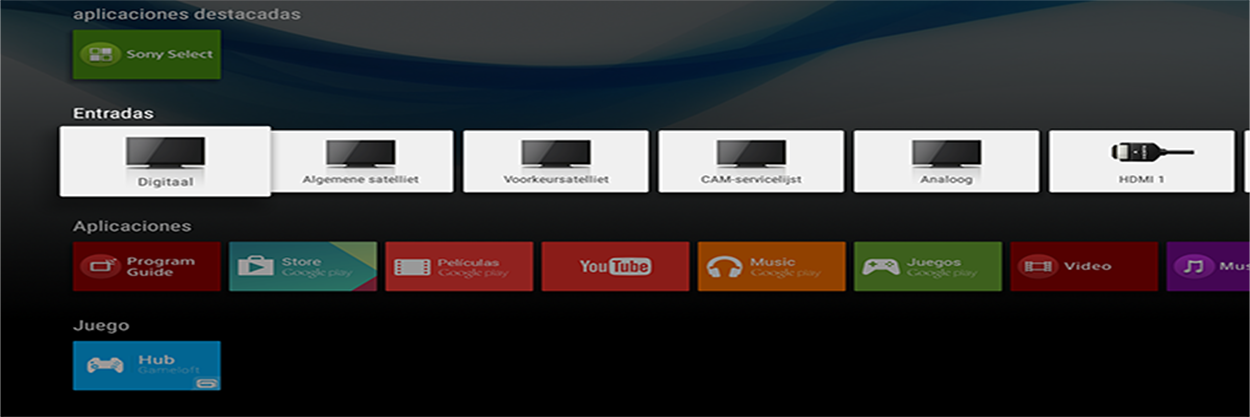 aplicaciones destacadas
Sony Select
Entradas
Digitaal
Algemene satelliet
Voorkeursatelliet
CAM-servicelijst
Analoog
HDMI 1
Aplicaciones
Program
Guide
Store
Google play
Películas
Google play
YouTube
Music
Google play
Juegos
Google play
Video
Mus
Juego
Hub
Gameloft